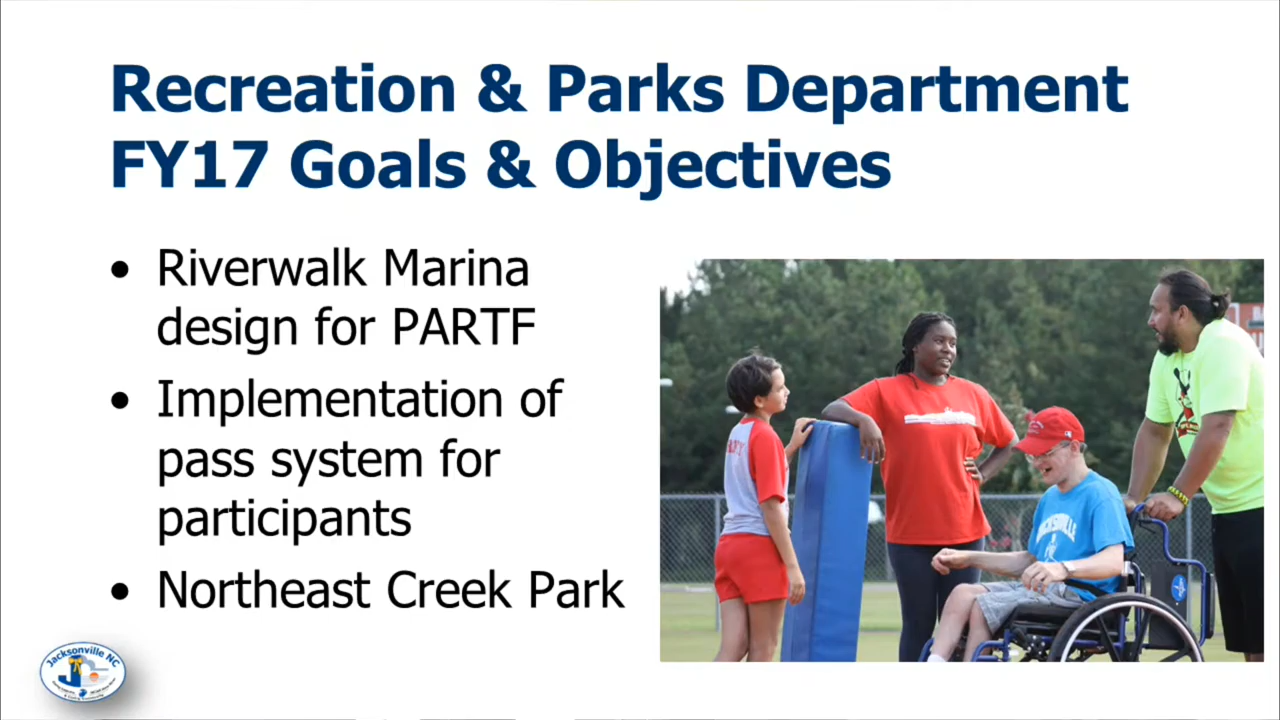 Recreation & Parks Department
FY17 Goals & Objectives
• Riverwalk Marina
design for PARTF
• Implementation of
pass system for
participants
• Northeast Creek Park
JACKSONVILLE
Jacksonville NC